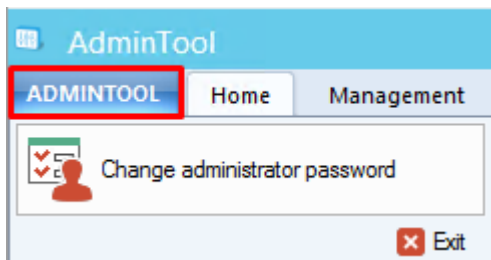 AdminTool
ADMINTOOL Home Management
Change administrator password
Exit